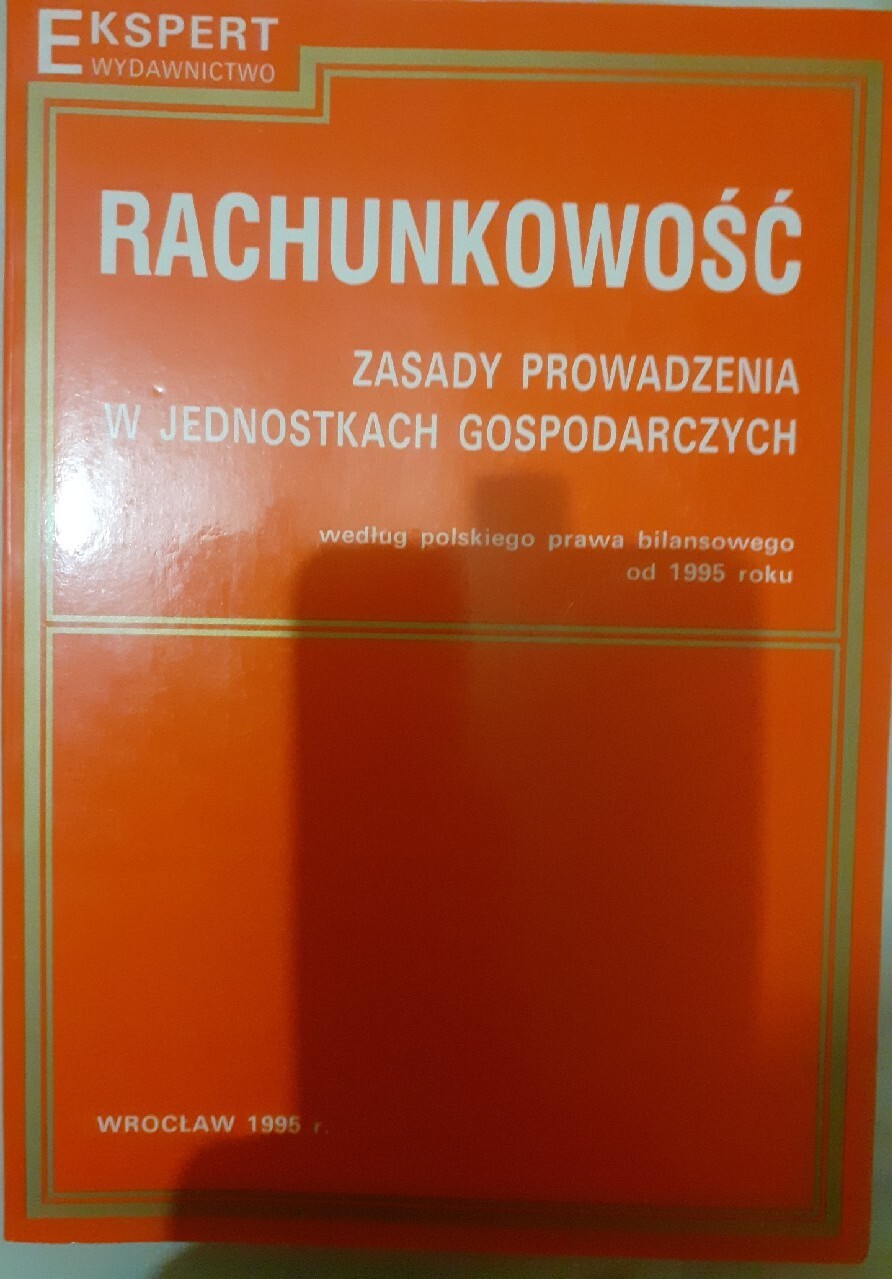 EKSPERT
WYDAWNICTWO
RACHUNKOWOŚĆ
ZASADY PROWADZENIA
W JEDNOSTKACH GOSPODARCZYCH
według polskiego prawa bilansowego
od 1995 roku
WROCŁAW 1995 r.